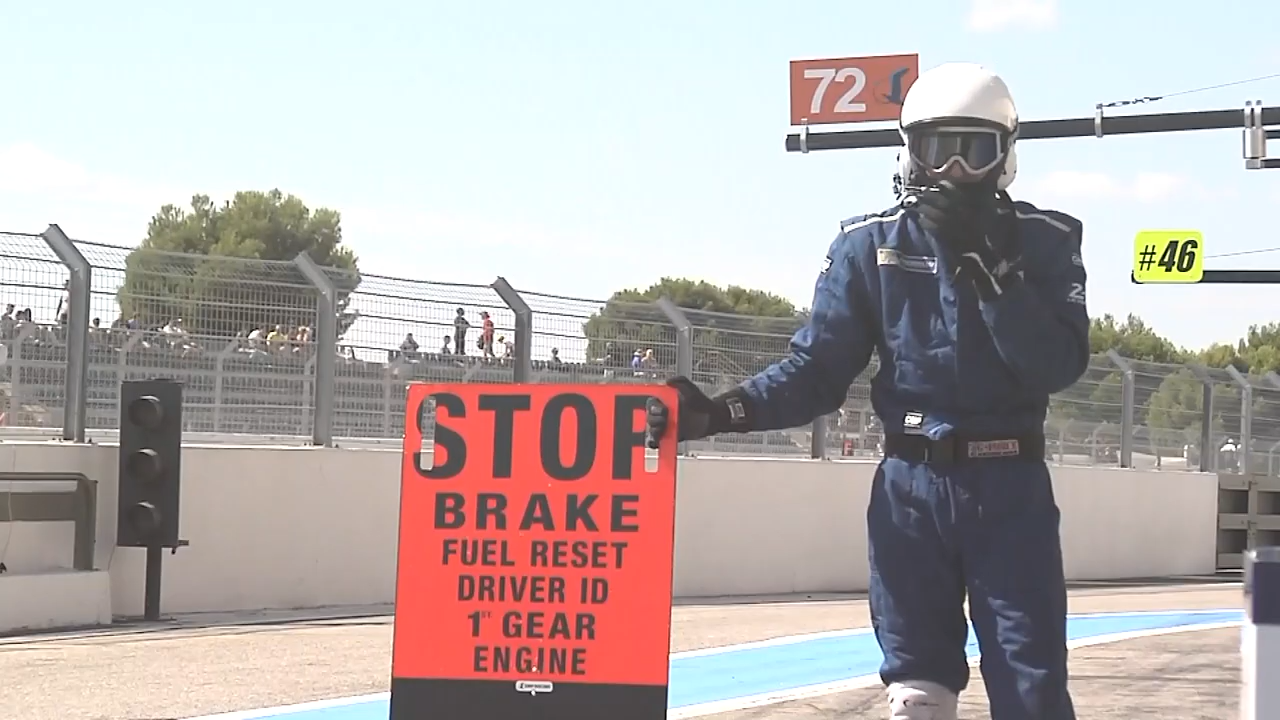 72
#46
STOP
BRAKE
FUEL RESET
DRIVER ID
1ST GEAR
ENGINE